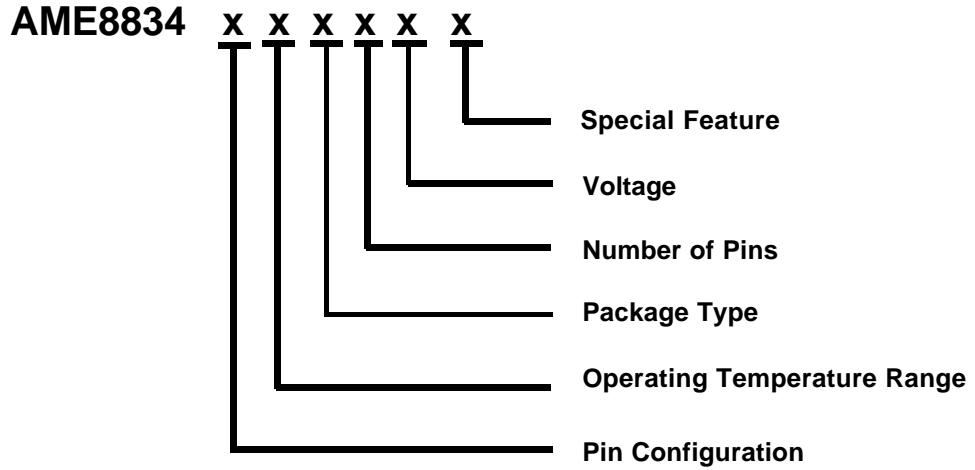 AME8834 x x x x x x
Special Feature
Voltage
Number of Pins
Package Type
Operating Temperature Range
Pin Configuration